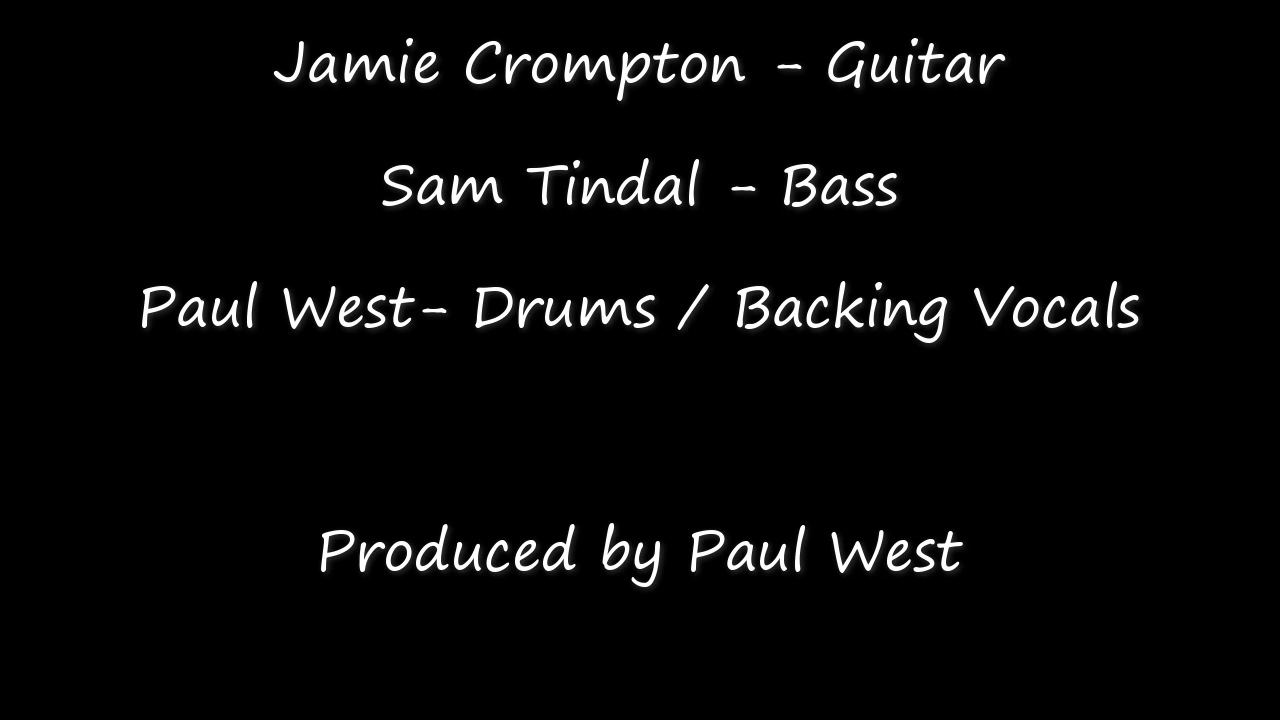 Jamie Crompton - Guitar
Sam Tindal - Bass
Paul West- Drums / Backing Vocals
Produced by Paul West